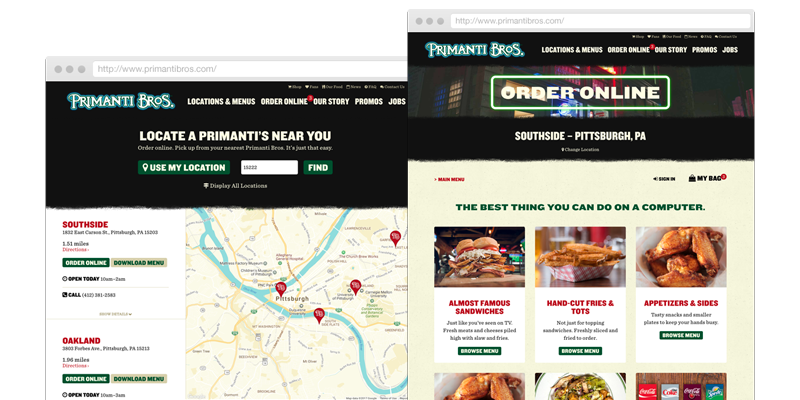 http://www.primantibros.com/
Shop Fans Our Food News FAQ Contact Us
PRIMANTI BROS.
LOCATIONS & MENUS ORDER ONLINE OUR STORY PROMOS JOBS
LOCATE A PRIMANTI'S NEAR YOU
Order online. Pick up from your nearest Primanti Bros. It's just that easy.
USE MY LOCATION 15222 FIND
Display All Locations
SOUTHSIDE
1832 East Carson St., Pittsburgh, PA 15203
1.51 miles
Directions ›
ORDER ONLINE DOWNLOAD MENU
OPEN TODAY 10am–2am
CALL (412) 381-2583
SHOW DETAILS
OAKLAND
3803 Forbes Ave., Pittsburgh, PA 15213
1.96 miles
Directions ›
ORDER ONLINE DOWNLOAD MENU
OPEN TODAY 10am–3am
Pittsburgh
http://www.primantibros.com/
Shop Fans Our Food News FAQ Contact Us
PRIMANTI BROS.
LOCATIONS & MENUS ORDER ONLINE OUR STORY PROMOS JOBS
ORDER ONLINE
SOUTHSIDE – PITTSBURGH, PA
Change Location
› MAIN MENU
SIGN IN MY BAG
THE BEST THING YOU CAN DO ON A COMPUTER.
ALMOST FAMOUS
SANDWICHES
Just like you've seen on TV.
Fresh meats and cheeses piled
high with slaw and fries.
BROWSE MENU
HAND-CUT FRIES &
TOTS
Not just for topping
sandwiches. Freshly sliced and
fried to order.
BROWSE MENU
APPETIZERS & SIDES
Tasty snacks and smaller
plates to keep your hands busy.
BROWSE MENU
Coca-Cola
Sprite